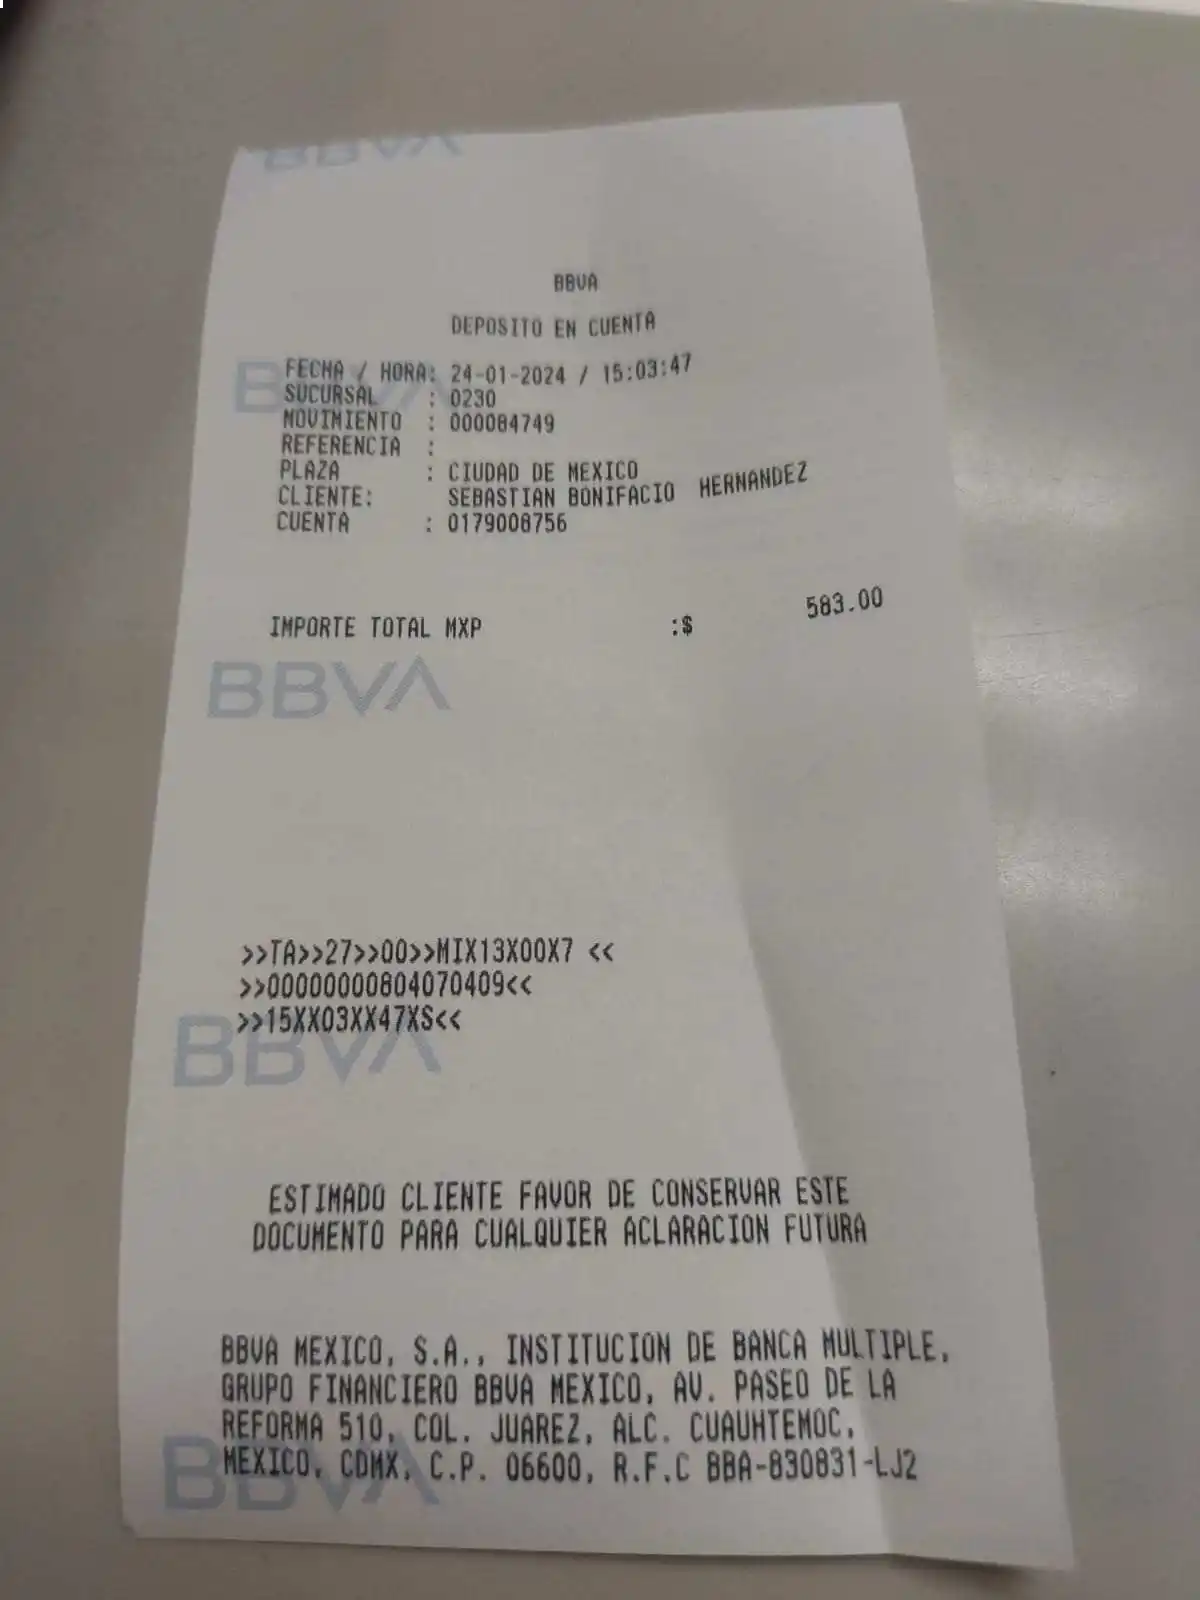 BBVA
BBVA
DEPOSITO EN CUENTA
FECHA / HORA: 24-01-2024 / 15:03:47
SUCURSAL : 0230
MOVIMIENTO : 000084749
REFERENCIA :
PLAZA : CIUDAD DE MEXICO
CLIENTE: SEBASTIAN BONIFACIO HERNANDEZ
CUENTA : 0179008756
IMPORTE TOTAL MXP :$ 583.00
BBVA
>>TA>>27>>00>>MIX13X00X7 <<
>>00000000804070409<<
>>15XX03XX47XS<<
BBVA
ESTIMADO CLIENTE FAVOR DE CONSERVAR ESTE
DOCUMENTO PARA CUALQUIER ACLARACION FUTURA
BBVA MEXICO, S.A., INSTITUCION DE BANCA MULTIPLE,
GRUPO FINANCIERO BBVA MEXICO, AV. PASEO DE LA
REFORMA 510, COL. JUAREZ, ALC. CUAUHTEMOC,
MEXICO, CDMX, C.P. 06600, R.F.C BBA-830831-LJ2
BBVA